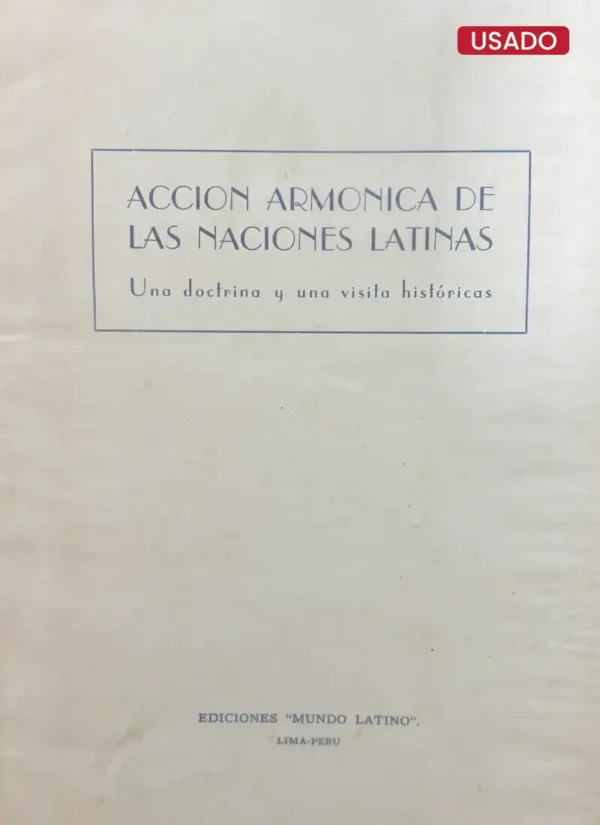 USADO
ACCION ARMONICA DE
LAS NACIONES LATINAS
Una doctrina y una visita históricas
EDICIONES "MUNDO LATINO".
LIMA-PERU